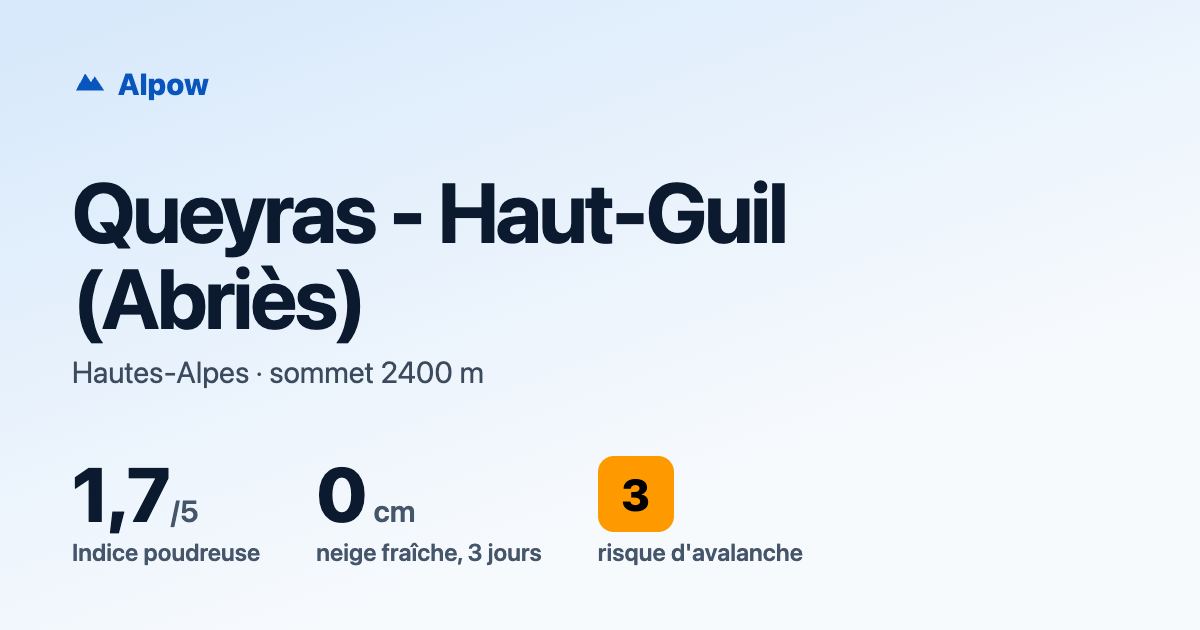 Alpow
Queyras - Haut-Guil
(Abriès)
Hautes-Alpes · sommet 2400 m
1,7/5 0 cm 3
Indice poudreuse neige fraîche, 3 jours risque d'avalanche